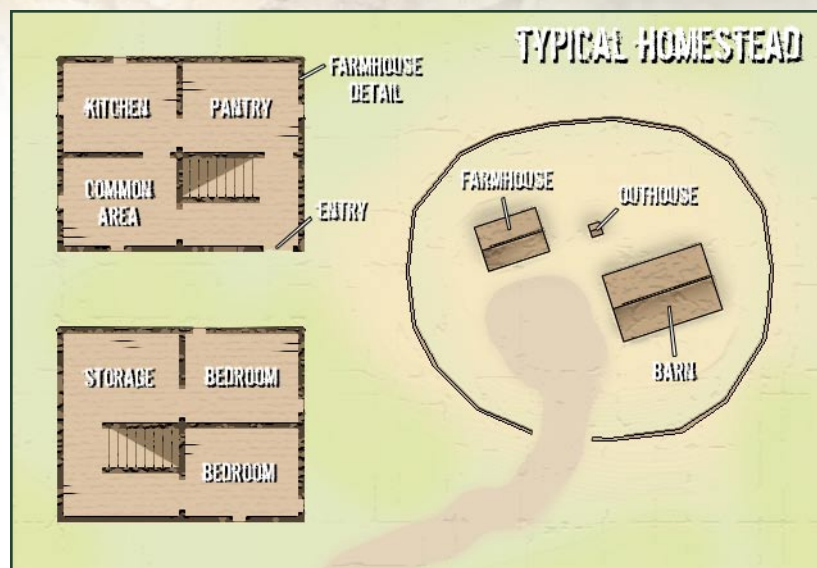 TYPICAL HOMESTEAD
FARMHOUSE
DETAIL
KITCHEN
PANTRY
COMMON
AREA
ENTRY
FARMHOUSE
OUTHOUSE
BARN
STORAGE
BEDROOM
BEDROOM